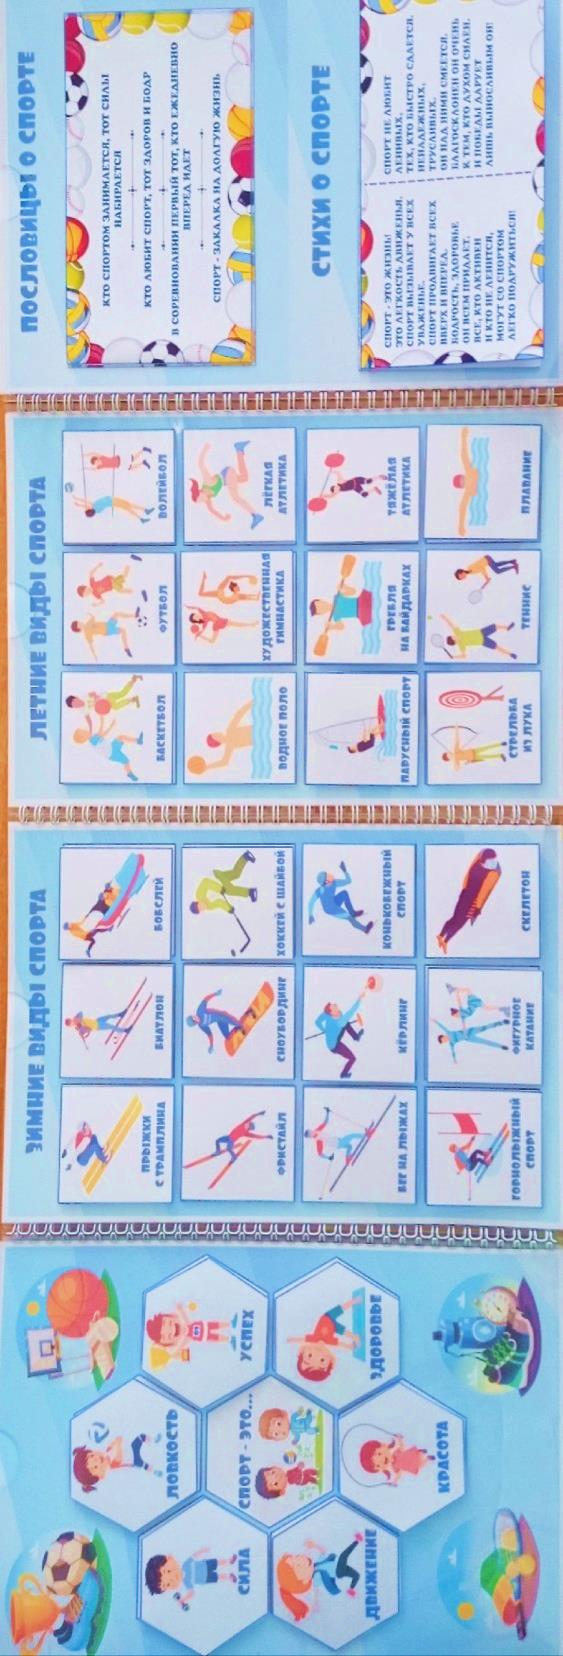 СПОРТ - ЭТО...
ЛОВКОСТЬ
СИЛА
УСПЕХ
ДВИЖЕНИЕ
ЗДОРОВЬЕ
КРАСОТА
ЗИМНИЕ ВИДЫ СПОРТА
ПРЫЖКИ
С ТРАМПЛИНА
БИАТЛОН
БОБСЛЕЙ
ФРИСТАЙЛ
СНОУБОРДИНГ
ХОККЕЙ С ШАЙБОЙ
БЕГ НА ЛЫЖАХ
КЁРЛИНГ
КОНЬКОБЕЖНЫЙ
СПОРТ
ГОРНОЛЫЖНЫЙ
СПОРТ
ФИГУРНОЕ
КАТАНИЕ
СКЕЛЕТОН
ЛЕТНИЕ ВИДЫ СПОРТА
БАСКЕТБОЛ
ФУТБОЛ
ВОЛЕЙБОЛ
ВОДНОЕ ПОЛО
ХУДОЖЕСТВЕННАЯ
ГИМНАСТИКА
ЛЁГКАЯ
АТЛЕТИКА
ПАРУСНЫЙ СПОРТ
ГРЕБЛЯ
НА БАЙДАРКАХ
ТЯЖЁЛАЯ
АТЛЕТИКА
СТРЕЛЬБА
ИЗ ЛУКА
ТЕННИС
ПЛАВАНИЕ
ПОСЛОВИЦЫ О СПОРТЕ
КТО СПОРТОМ ЗАНИМАЕТСЯ, ТОТ СИЛЫ
НАБИРАЕТСЯ
КТО ЛЮБИТ СПОРТ, ТОТ ЗДОРОВ И БОДР
В СОРЕВНОВАНИИ ПЕРВЫЙ ТОТ, КТО ЕЖЕДНЕВНО
ВПЕРЕД ИДЕТ
СПОРТ - ЗАКАЛКА НА ДОЛГУЮ ЖИЗНЬ
СТИХИ О СПОРТЕ
СПОРТ - ЭТО ЖИЗНЬ!
ЭТО ЛЕГКОСТЬ ДВИЖЕНЬЯ.
СПОРТ ВЫЗЫВАЕТ У ВСЕХ
УВАЖЕНЬЕ.
СПОРТ ПРОДВИГАЕТ ВСЕХ
ВВЕРХ И ВПЕРЕД.
БОДРОСТЬ, ЗДОРОВЬЕ
ОН ВСЕМ ПРИДАЕТ.
ВСЕ, КТО АКТИВЕН
И КТО НЕ ЛЕНИТСЯ,
МОГУТ СО СПОРТОМ
ЛЕГКО ПОДРУЖИТЬСЯ!
СПОРТ НЕ ЛЮБИТ
ЛЕНИВЫХ,
ТЕХ, КТО БЫСТРО СДАЕТСЯ.
НЕНАДЕЖНЫХ,
ТРУСЛИВЫХ,
ОН НАД НИМИ СМЕЕТСЯ.
БЛАГОСКЛОНЕН ОН ОЧЕНЬ
К ТЕМ, КТО ДУХОМ СИЛЕН.
И ПОБЕДЫ ДАРУЕТ
ЛИШЬ ВЫНОСЛИВЫМ ОН!